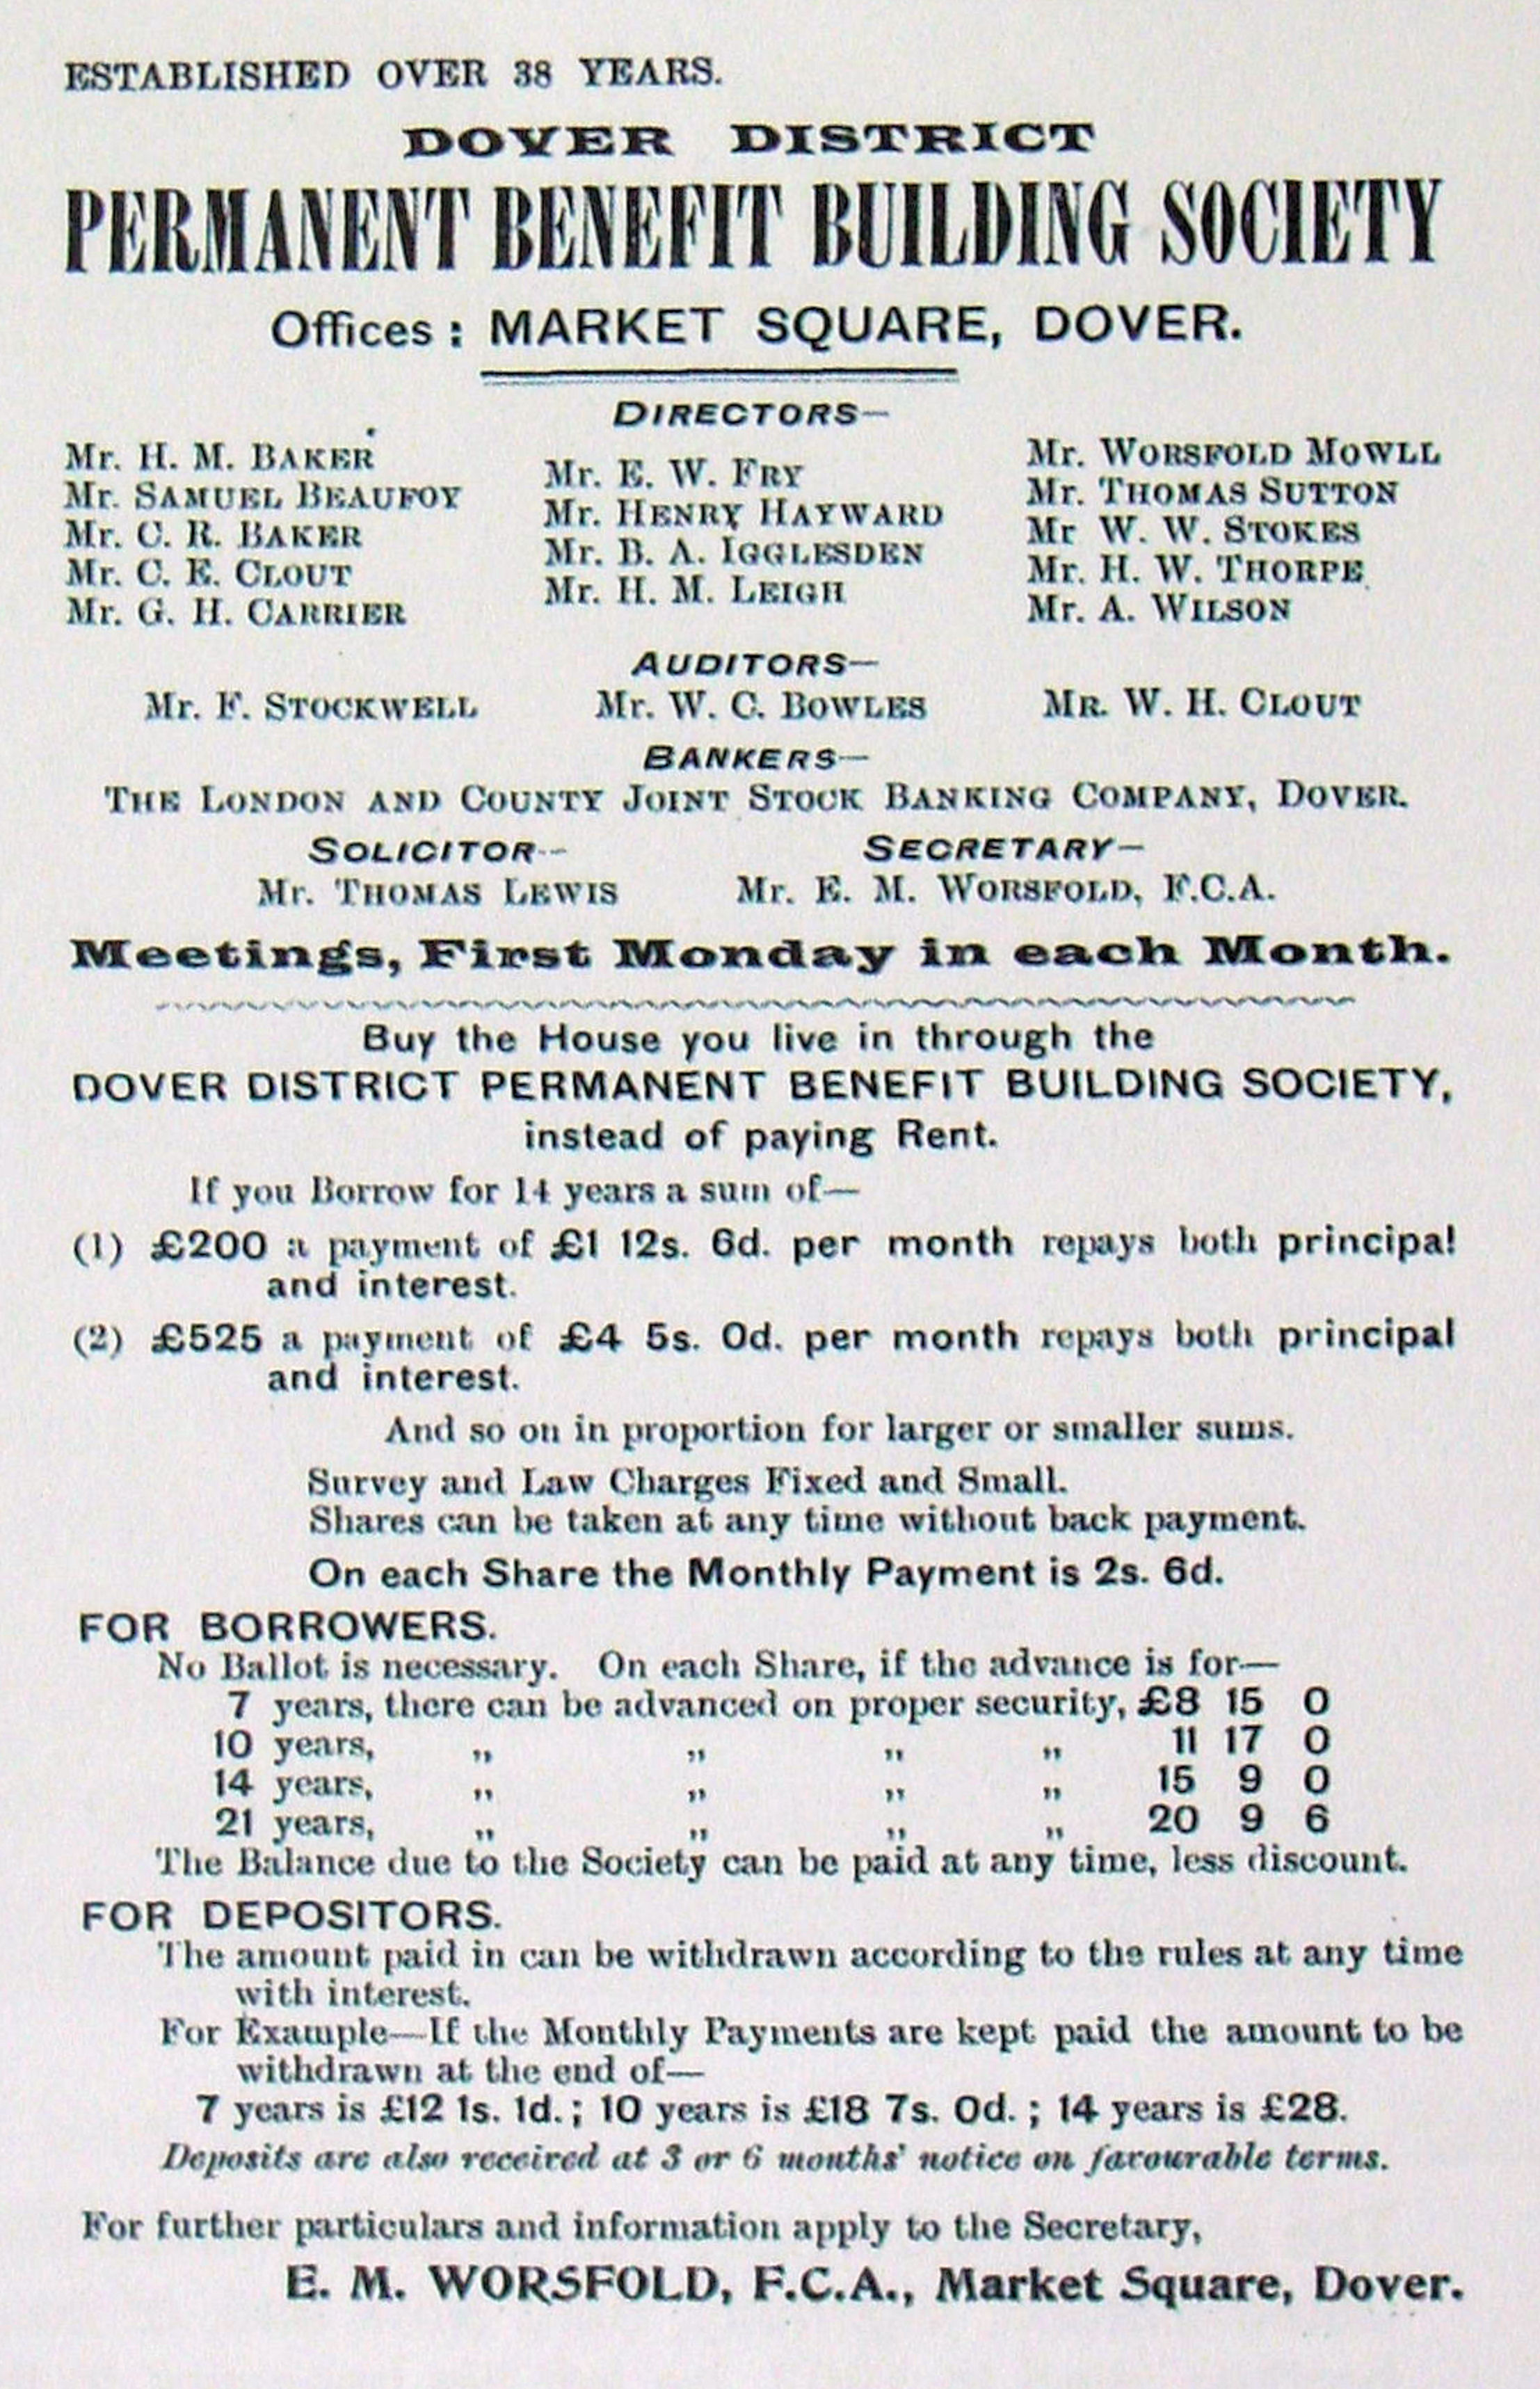 ESTABLISHED OVER 38 YEARS.
DOVER DISTRICT
PERMANENT BENEFIT BUILDING SOCIETY
Offices: MARKET SQUARE, DOVER.
DIRECTORS—
Mr. H. M. BAKER
Mr. SAMUEL BEAUFOY
Mr. C. R. BAKER
Mr. C. E. CLOUT
Mr. G. H. CARRIER
Mr. E. W. FRY
Mr. HENRY HAYWARD
Mr. B. A. IGGLESDEN
Mr. H. M. LEIGH
Mr. WORSFOLD MOWLL
Mr. THOMAS SUTTON
Mr W. W. STOKES
Mr. H. W. THORPE
Mr. A. WILSON
AUDITORS—
Mr. F. STOCKWELL Mr. W. C. BOWLES MR. W. H. CLOUT
BANKERS—
THE LONDON AND COUNTY JOINT STOCK BANKING COMPANY, DOVER.
SOLICITOR— SECRETARY—
Mr. THOMAS LEWIS Mr. E. M. WORSFOLD, F.C.A.
Meetings, First Monday in each Month.
Buy the House you live in through the
DOVER DISTRICT PERMANENT BENEFIT BUILDING SOCIETY,
instead of paying Rent.
If you Borrow for 14 years a sum of—
(1) £200 a payment of £1 12s. 6d. per month repays both principal
and interest.
(2) £525 a payment of £4 5s. 0d. per month repays both principal
and interest.
And so on in proportion for larger or smaller sums.
Survey and Law Charges Fixed and Small.
Shares can be taken at any time without back payment.
On each Share the Monthly Payment is 2s. 6d.
FOR BORROWERS.
No Ballot is necessary. On each Share, if the advance is for—
7 years, there can be advanced on proper security, £8 15 0
10 years, „ „ „ „ 11 17 0
14 years, „ „ „ „ 15 9 0
21 years, „ „ „ „ 20 9 6
The Balance due to the Society can be paid at any time, less discount.
FOR DEPOSITORS.
The amount paid in can be withdrawn according to the rules at any time
with interest.
For Example—If the Monthly Payments are kept paid the amount to be
withdrawn at the end of—
7 years is £12 1s. 1d.; 10 years is £18 7s. 0d.; 14 years is £28.
Deposits are also received at 3 or 6 months' notice on favourable terms.
For further particulars and information apply to the Secretary,
E. M. WORSFOLD, F.C.A., Market Square, Dover.